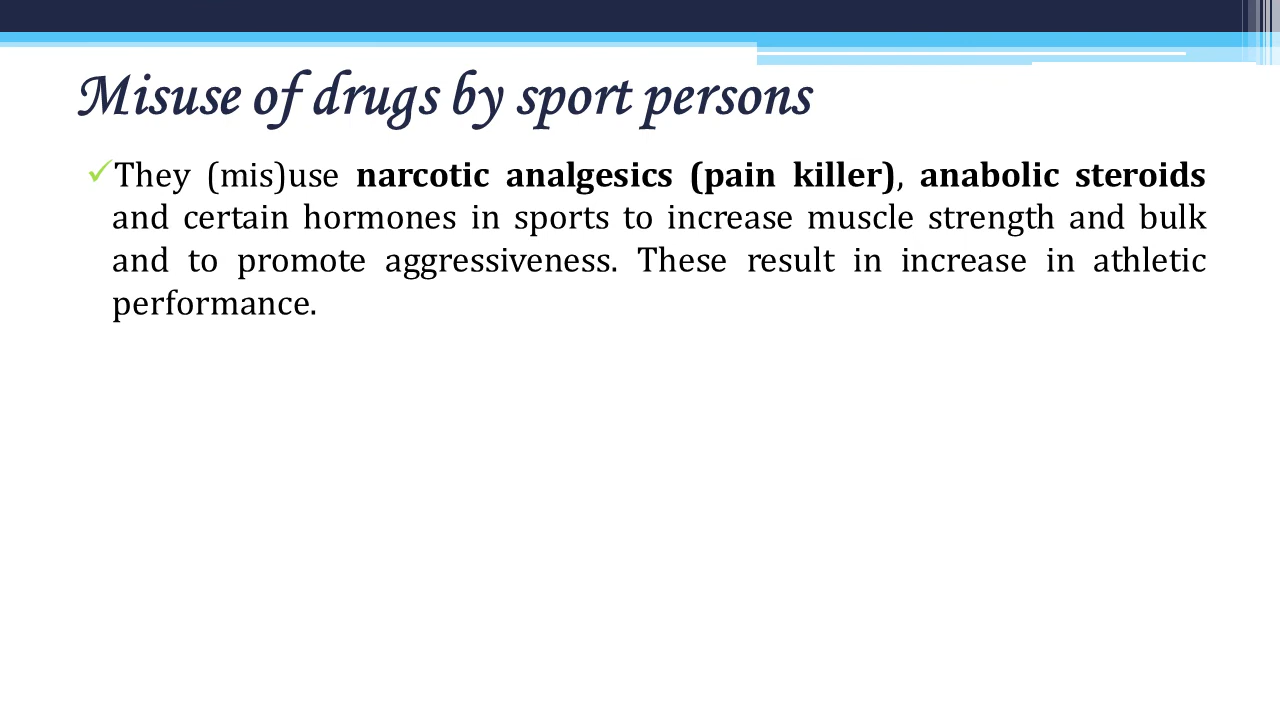 Misuse of drugs by sport persons
✓They (mis)use narcotic analgesics (pain killer), anabolic steroids
and certain hormones in sports to increase muscle strength and bulk
and to promote aggressiveness. These result in increase in athletic
performance.